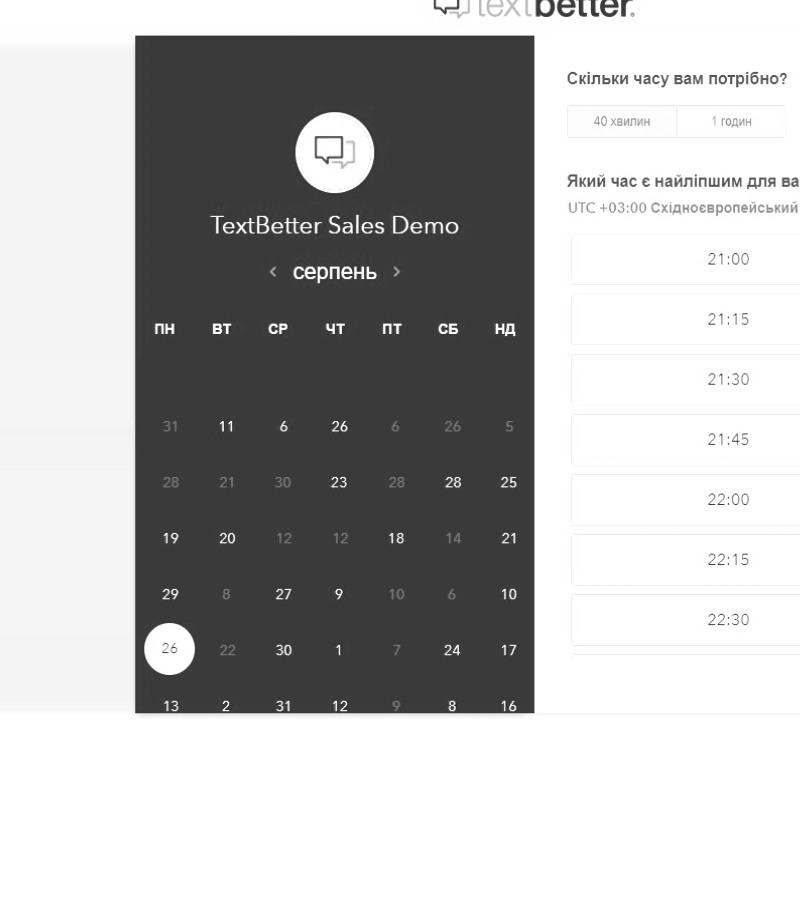 textbetter.
TextBetter Sales Demo
‹ серпень ›
ПН ВТ СР ЧТ ПТ СБ НД
31 11 6 26 6 26 5
28 21 30 23 28 28 25
19 20 12 12 18 14 21
29 8 27 9 10 6 10
26 22 30 1 7 24 17
13 2 31 12 9 8 16
Скільки часу вам потрібно?
40 хвилин 1 годин
Який час є найліпшим для ва
UTC +03:00 Східноєвропейський
21:00
21:15
21:30
21:45
22:00
22:15
22:30